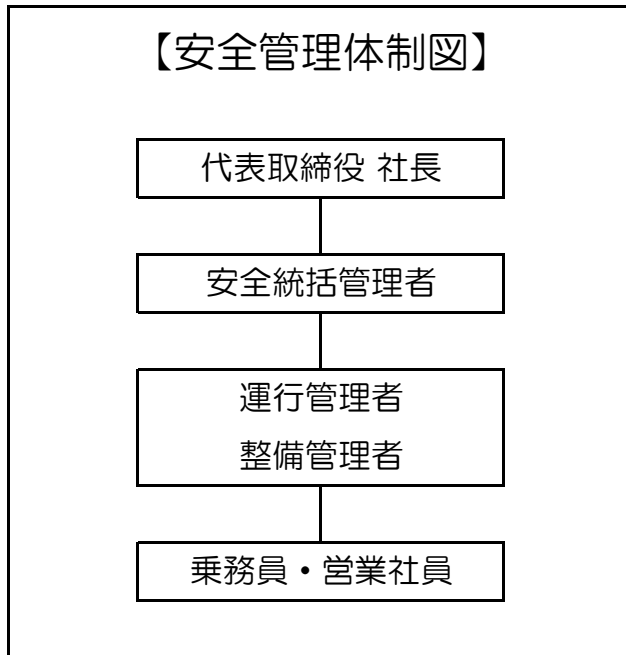 【安全管理体制図】
代表取締役 社長
安全統括管理者
運行管理者
整備管理者
乗務員・営業社員